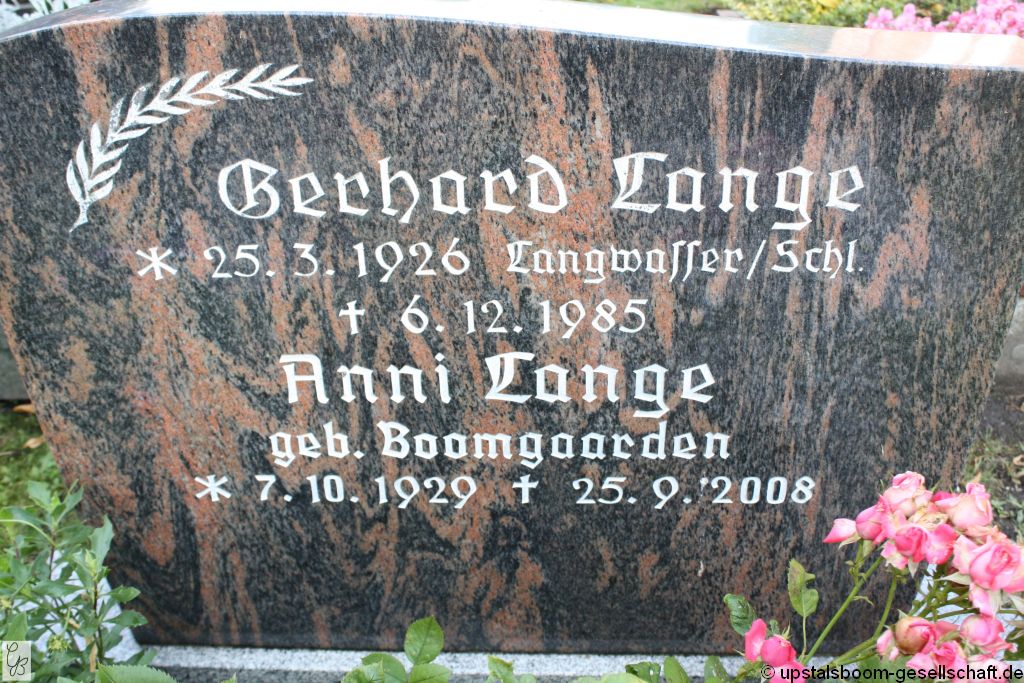 Gerhard Lange
* 25. 3. 1926 Langwasser/Schl.
† 6. 12. 1985
Anni Lange
geb. Boomgaarden
* 7. 10. 1929 † 25. 9. 2008
© upstalsboom-gesellschaft.de